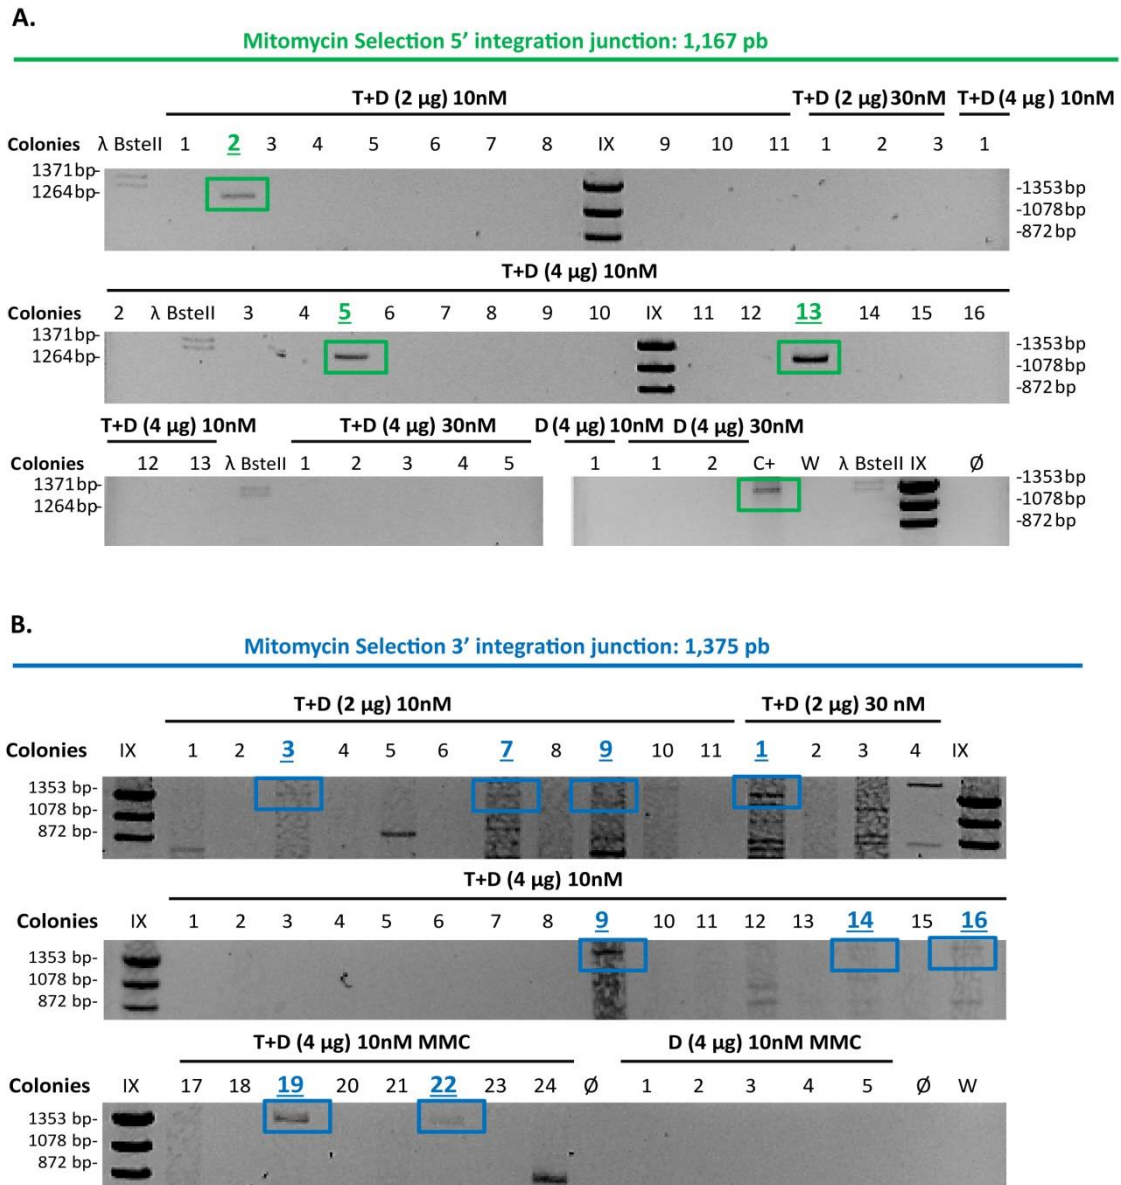 A.
Mitomycin Selection 5’ integration junction: 1,167 pb
T+D (2 µg) 10nM T+D (2 µg) 30nM T+D (4 µg) 10nM
Colonies λ BsteII 1 2 3 4 5 6 7 8 IX 9 10 11 1 2 3 1
1371bp-
1264bp-
-1353bp
-1078bp
-872bp
T+D (4 µg) 10nM
Colonies 2 λ BsteII 3 4 5 6 7 8 9 10 IX 11 12 13 14 15 16
1371bp-
1264bp-
-1353bp
-1078bp
-872bp
T+D (4 µg) 10nM T+D (4 µg) 30nM D (4 µg) 10nM D (4 µg) 30nM
Colonies 12 13 λ BsteII 1 2 3 4 5 1 1 2 C+ W λ BsteII IX Ø
1371bp-
1264bp-
-1353bp
-1078bp
-872bp
B.
Mitomycin Selection 3’ integration junction: 1,375 pb
T+D (2 µg) 10nM T+D (2 µg) 30 nM
Colonies IX 1 2 3 4 5 6 7 8 9 10 11 1 2 3 4 IX
1353 bp-
1078 bp-
872 bp-
T+D (4 µg) 10nM
Colonies IX 1 2 3 4 5 6 7 8 9 10 11 12 13 14 15 16
1353 bp-
1078 bp-
872 bp-
T+D (4 µg) 10nM MMC D (4 µg) 10nM MMC
Colonies IX 17 18 19 20 21 22 23 24 Ø 1 2 3 4 5 Ø W
1353 bp-
1078 bp-
872 bp-